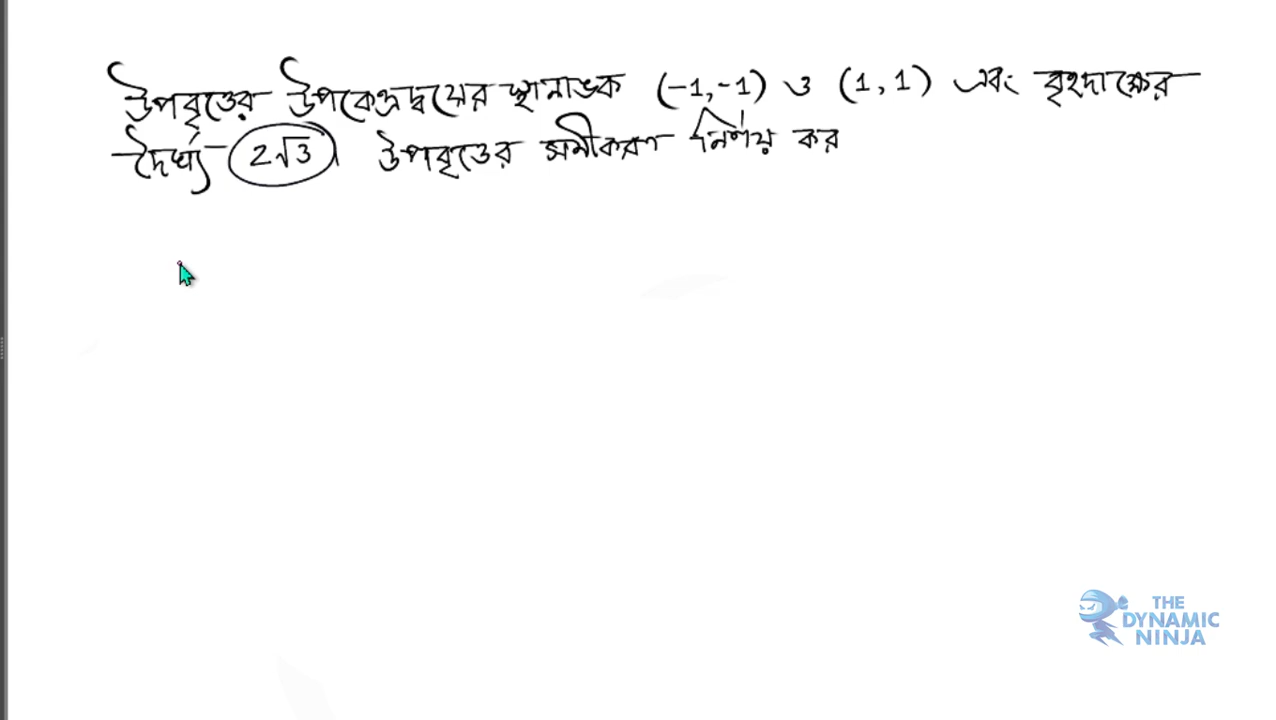 উপবৃত্তের উপকেন্দ্রদ্বয়ের স্থানাঙ্ক (-1,-1) ও (1,1) এবং বৃহদাক্ষের
দৈর্ঘ্য 2√3। উপবৃত্তের সমীকরণ নির্ণয় কর
THE
DYNAMIC
NINJA